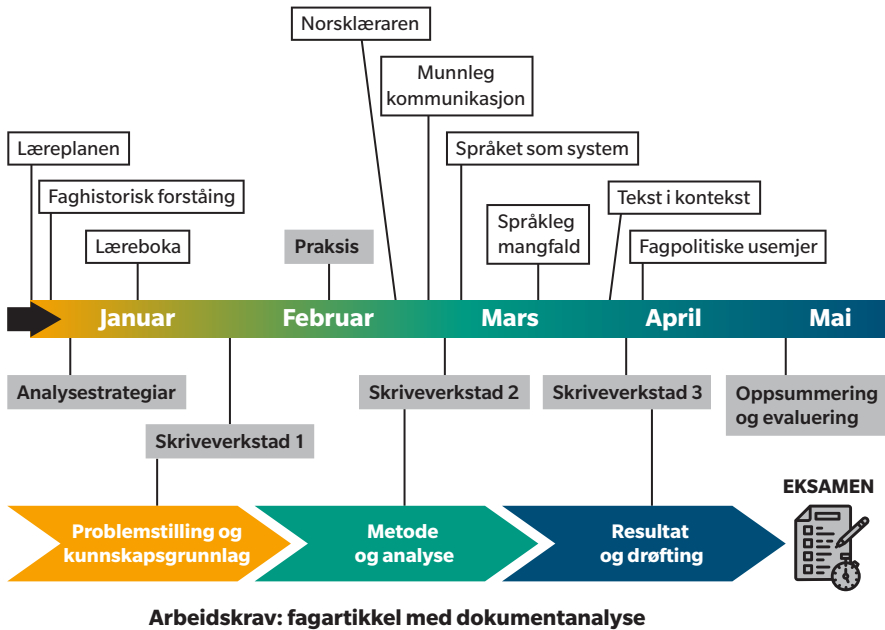 Norsklæraren
Munnleg
kommunikasjon
Læreplanen
Språket som system
Faghistorisk forståing
Tekst i kontekst
Læreboka
Praksis
Språkleg
mangfald
Fagpolitiske usemjer
Januar
Februar
Mars
April
Mai
Analysestrategiar
Skriveverkstad 2
Skriveverkstad 3
Oppsummering
og evaluering
Skriveverkstad 1
EKSAMEN
Problemstilling og
kunnskapsgrunnlag
Metode
og analyse
Resultat
og drøfting
Arbeidskrav: fagartikkel med dokumentanalyse